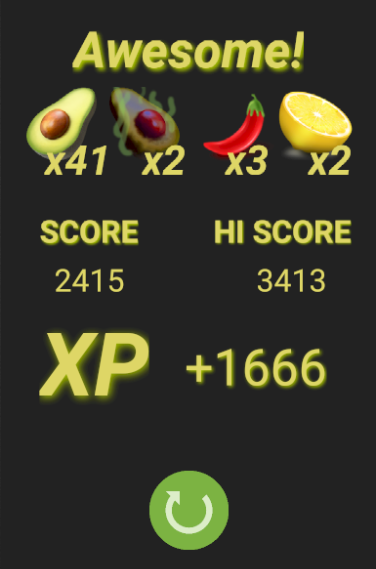 Awesome!
x41 x2 x3 x2
SCORE HI SCORE
2415 3413
XP +1666